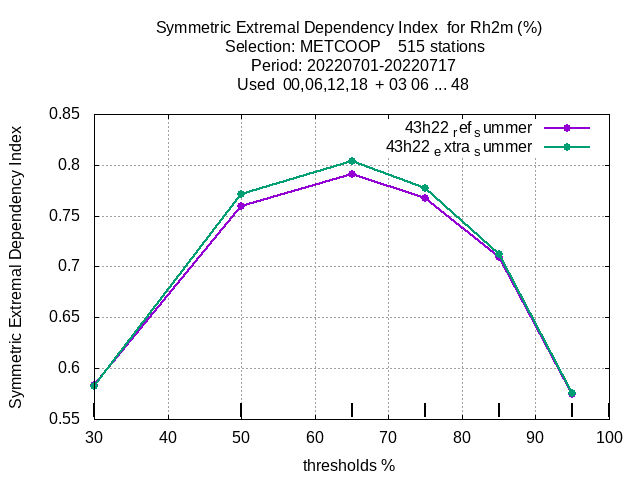 Symmetric Extremal Dependency Index  for Rh2m (%)
Selection: METCOOP    515 stations
Period: 20220701-20220717
Used  00,06,12,18  + 03 06 ... 48
43h22 ref summer
43h22 extra summer
Symmetric Extremal Dependency Index
0.85
0.8
0.75
0.7
0.65
0.6
0.55
30 40 50 60 70 80 90 100
thresholds %